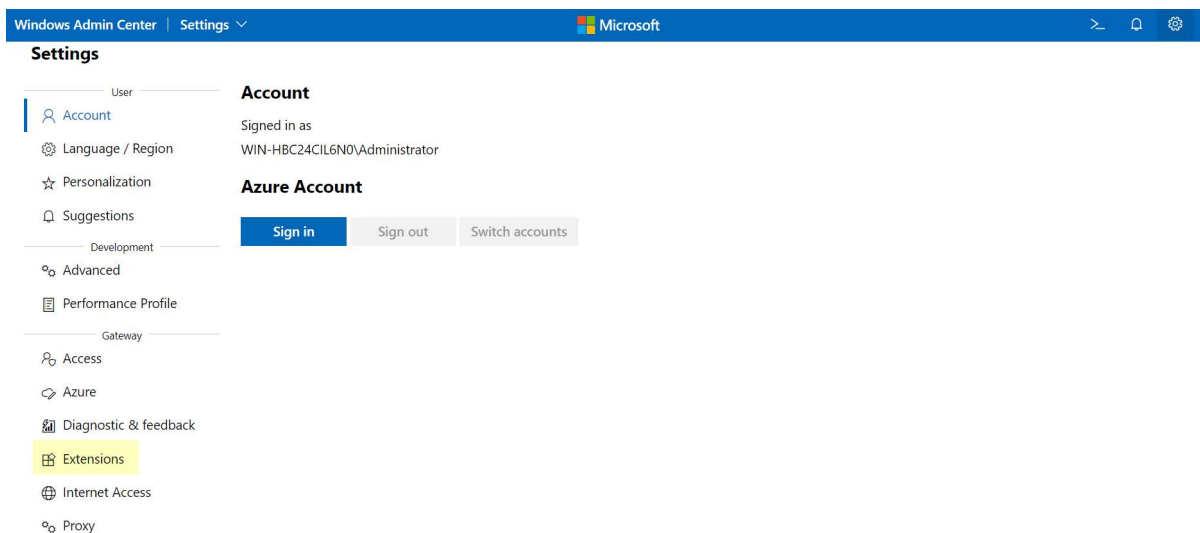 Windows Admin Center | Settings
Microsoft
Settings
User
Account
Language / Region
Personalization
Suggestions
Development
Advanced
Performance Profile
Gateway
Access
Azure
Diagnostic & feedback
Extensions
Internet Access
Proxy
Account
Signed in as
WIN-HBC24CIL6N0\Administrator
Azure Account
Sign in Sign out Switch accounts